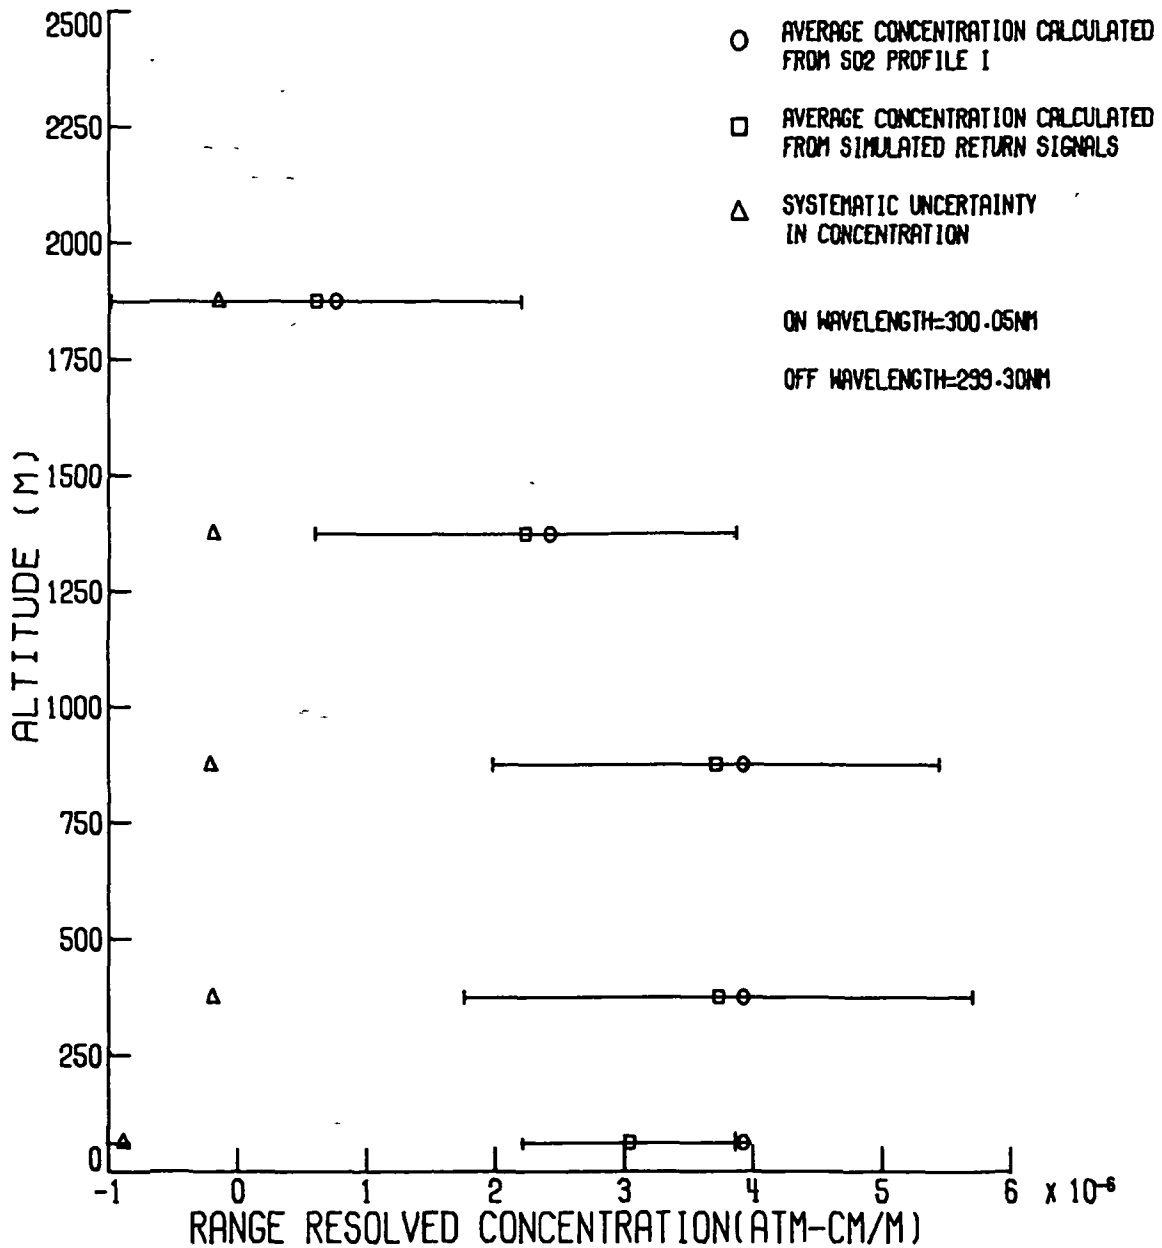 2500
2250
2000
1750
1500
1250
1000
750
500
250
0
ALTITUDE (M)
AVERAGE CONCENTRATION CALCULATED
FROM SO2 PROFILE I
AVERAGE CONCENTRATION CALCULATED
FROM SIMULATED RETURN SIGNALS
SYSTEMATIC UNCERTAINTY
IN CONCENTRATION
ON WAVELENGTH=300.05NM
OFF WAVELENGTH=299.30NM
-1 0 1 2 3 4 5 6 x 10⁻⁶
RANGE RESOLVED CONCENTRATION(ATM-CM/M)